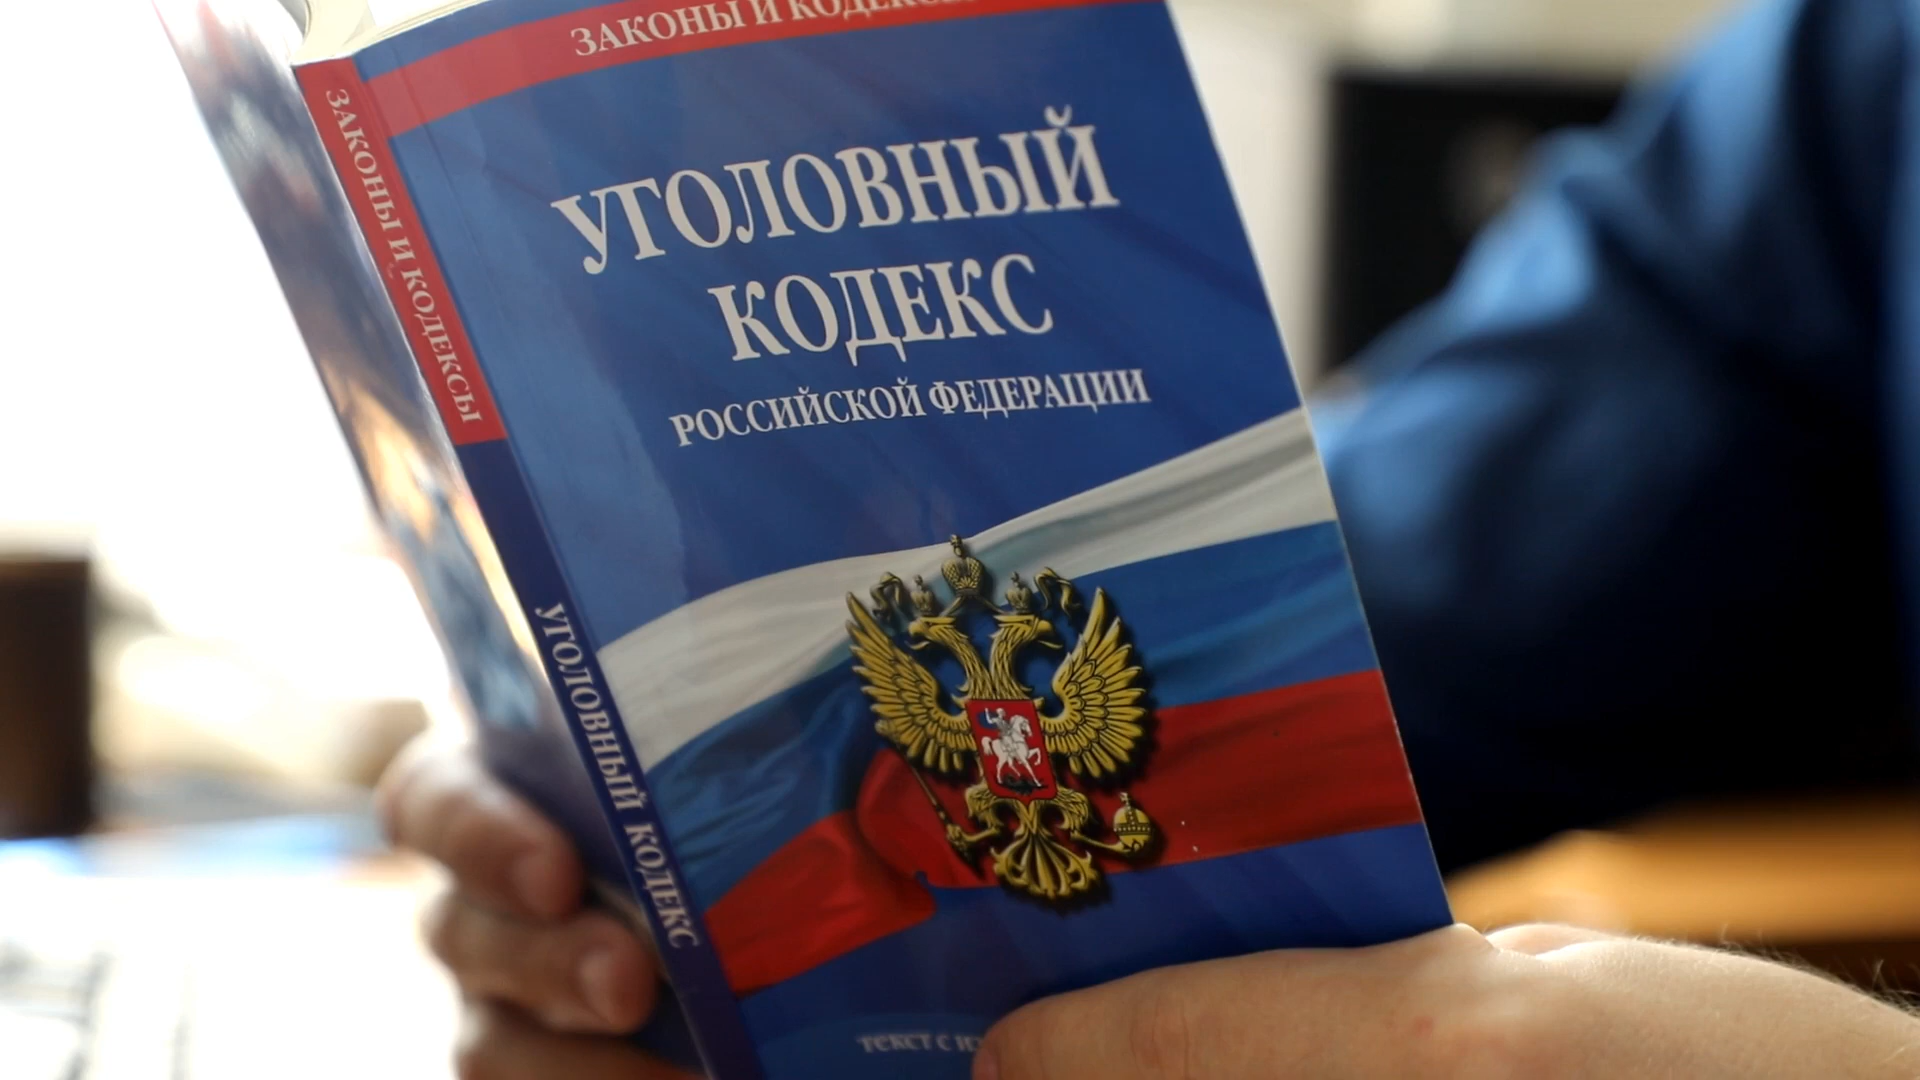 ЗАКОНЫ И КОДЕКСЫ
УГОЛОВНЫЙ
КОДЕКС
РОССИЙСКОЙ ФЕДЕРАЦИИ
ТЕКСТ С
ЗАКОНЫ И КОДЕКСЫ
УГОЛОВНЫЙ КОДЕКС